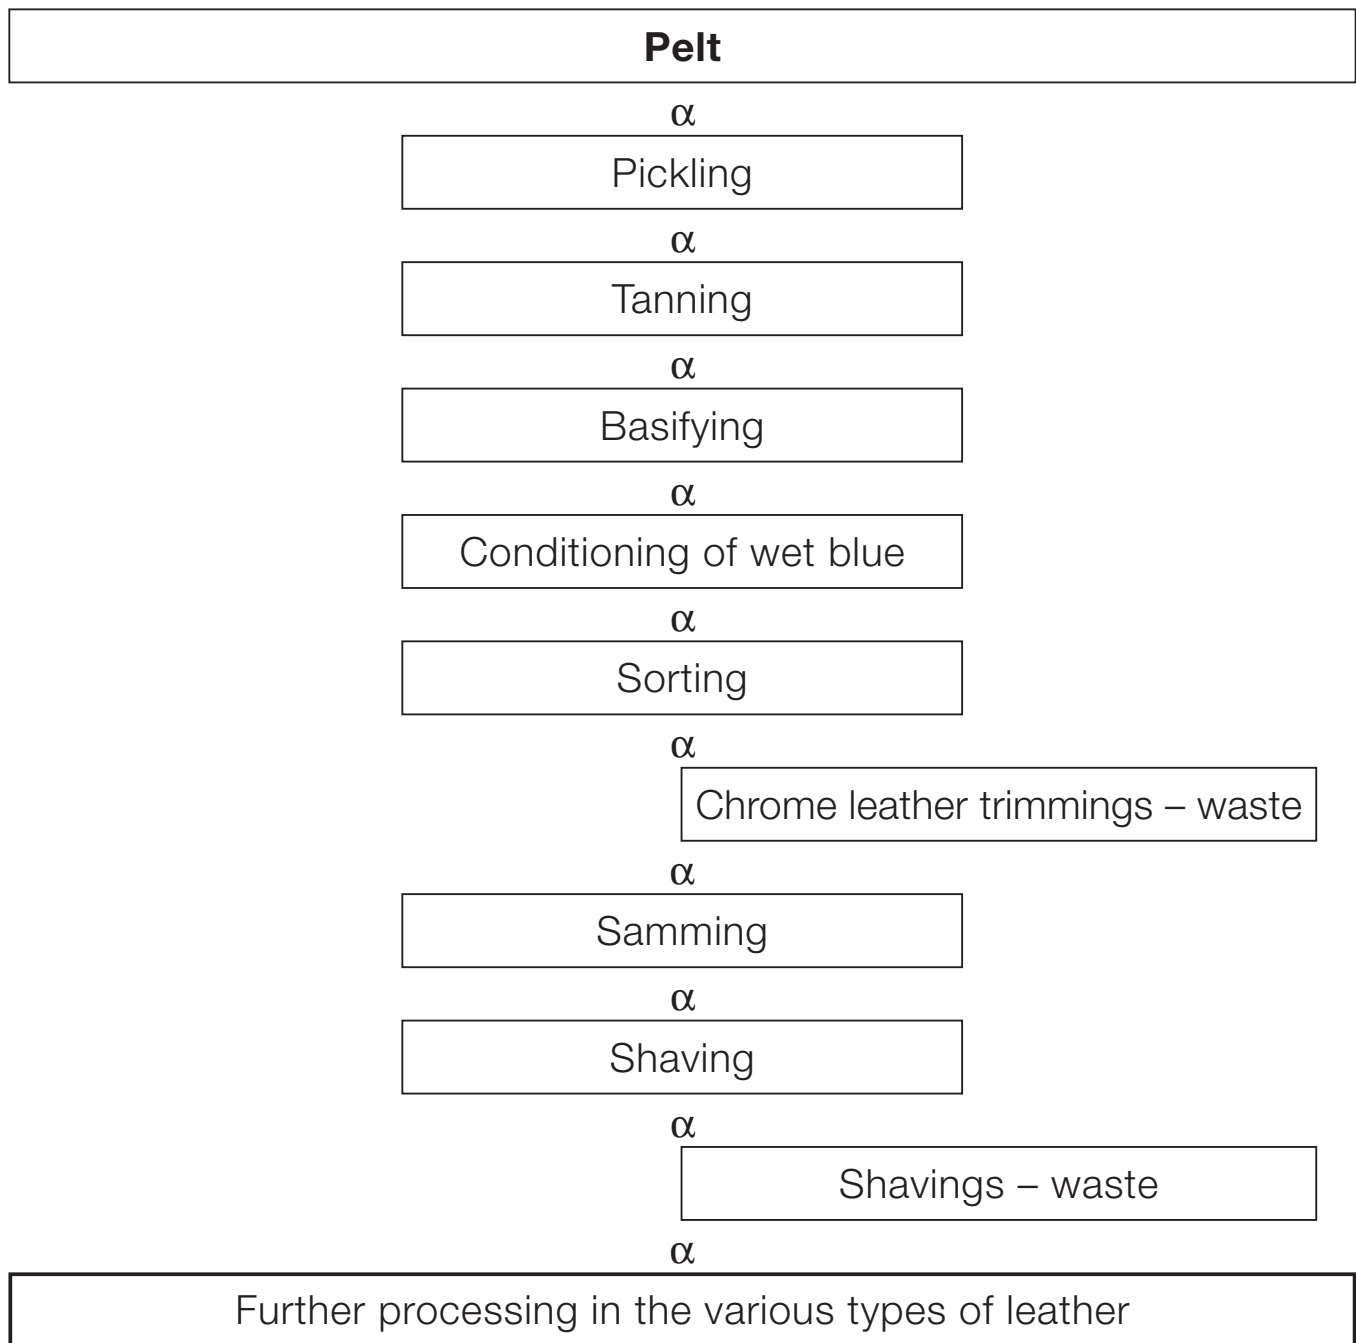 Pelt
α
Pickling
α
Tanning
α
Basifying
α
Conditioning of wet blue
α
Sorting
α
Chrome leather trimmings – waste
α
Samming
α
Shaving
α
Shavings – waste
α
Further processing in the various types of leather